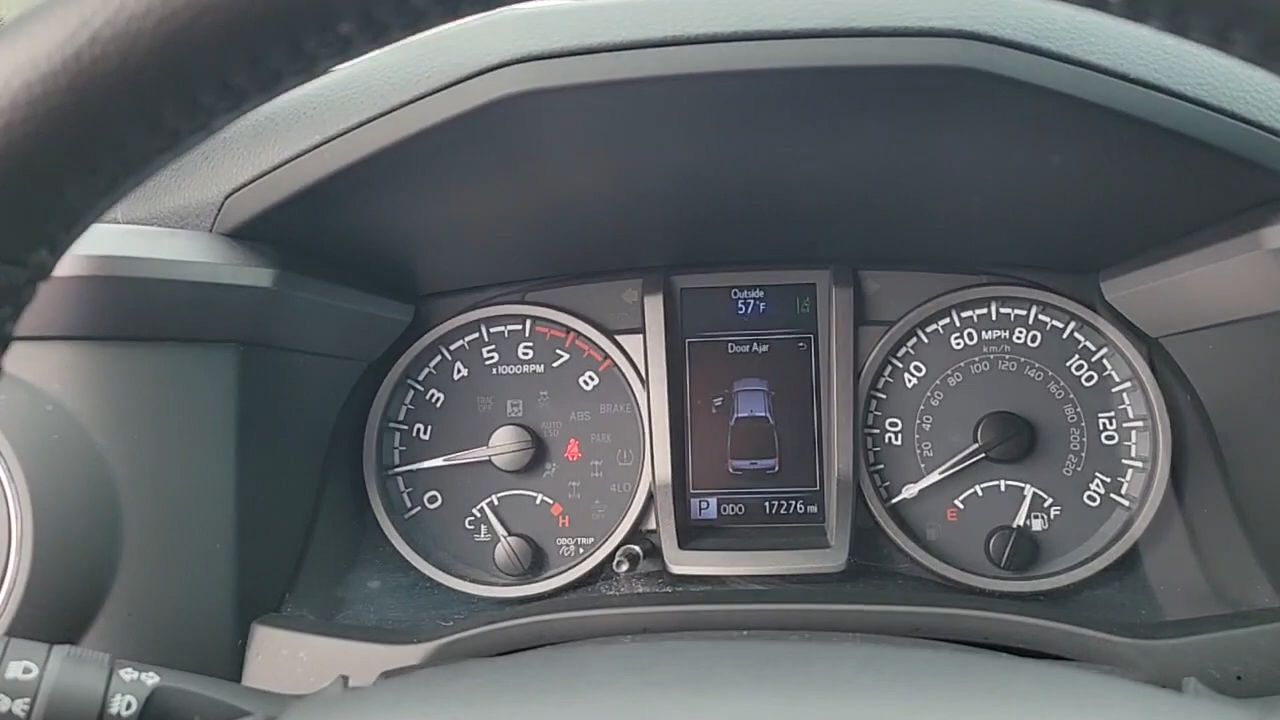 Outside
57°F
Door Ajar
P ODO 17276 mi
0 1 2 3 4 5 6 7 8
x1000RPM
TRAC
OFF
ABS
BRAKE
AUTO
LSD
PARK
4LO
OFF
C H
ODO/TRIP
20 40 60 MPH 80 100 120 140
km/h
20 40 60 80 100 120 140 160 180 200 220
E F